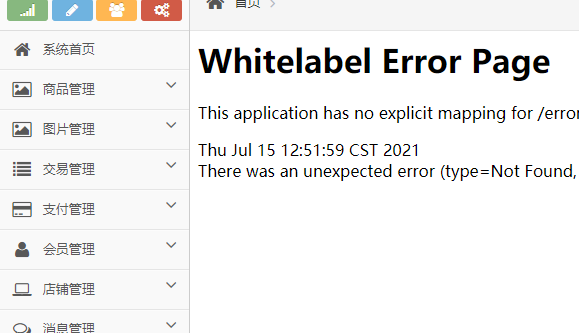 首页
系统首页
商品管理
图片管理
交易管理
支付管理
会员管理
店铺管理
消息管理
Whitelabel Error Page
This application has no explicit mapping for /error
Thu Jul 15 12:51:59 CST 2021
There was an unexpected error (type=Not Found,